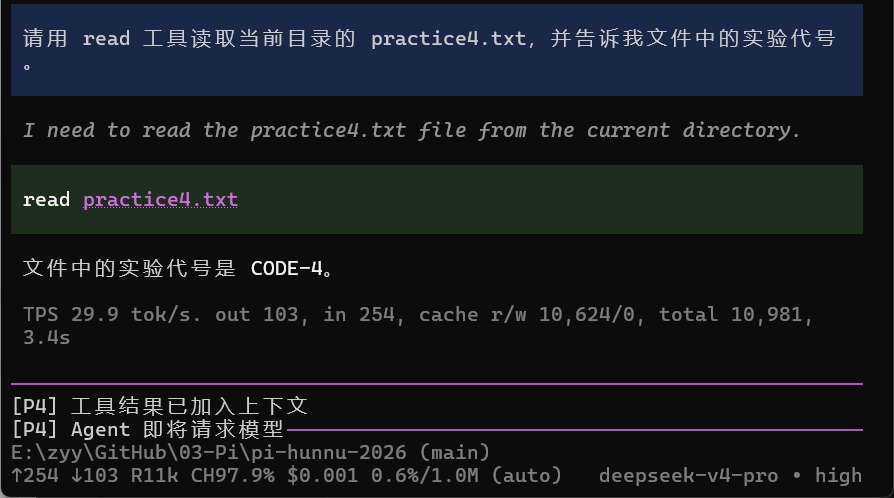 请用 read 工具读取当前目录的 practice4.txt，并告诉我文件中的实验代号
。
I need to read the practice4.txt file from the current directory.
read practice4.txt
文件中的实验代号是 CODE-4。
TPS 29.9 tok/s. out 103, in 254, cache r/w 10,624/0, total 10,981,
3.4s
[P4] 工具结果已加入上下文
[P4] Agent 即将请求模型
E:\zyy\GitHub\03-Pi\pi-hunnu-2026 (main)
↑254 ↓103 R11k CH97.9% $0.001 0.6%/1.0M (auto) deepseek-v4-pro • high